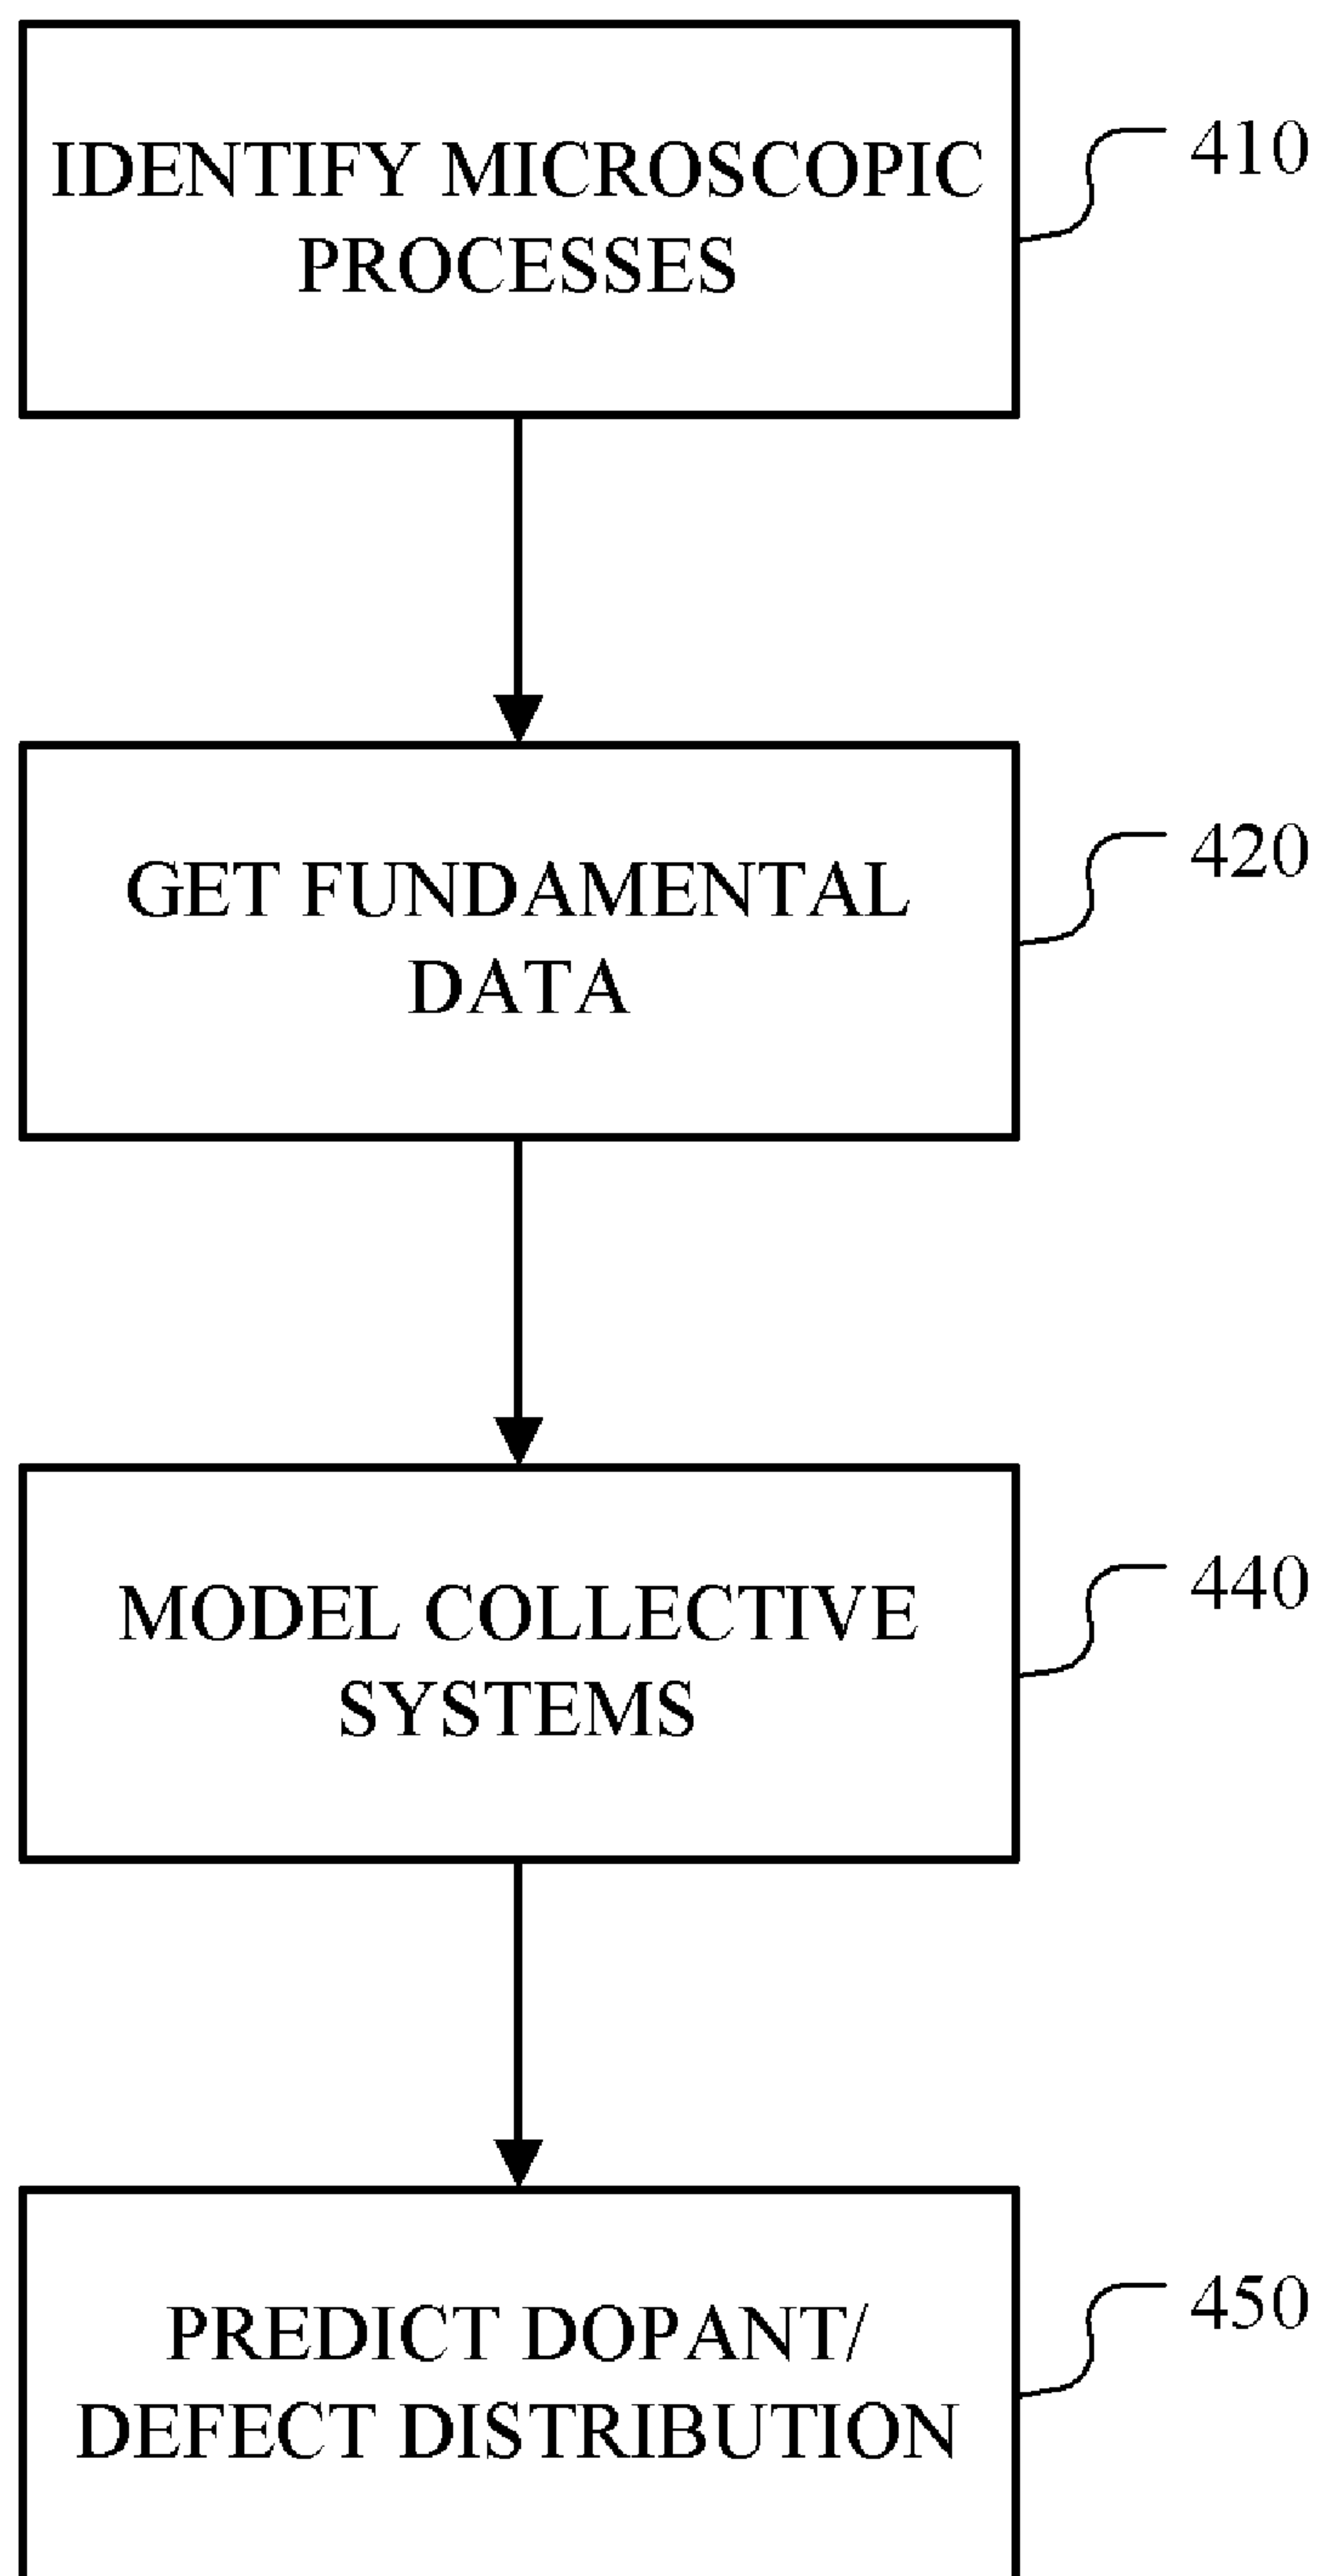 IDENTIFY MICROSCOPIC
PROCESSES
410
GET FUNDAMENTAL
DATA
420
MODEL COLLECTIVE
SYSTEMS
440
PREDICT DOPANT/
DEFECT DISTRIBUTION
450